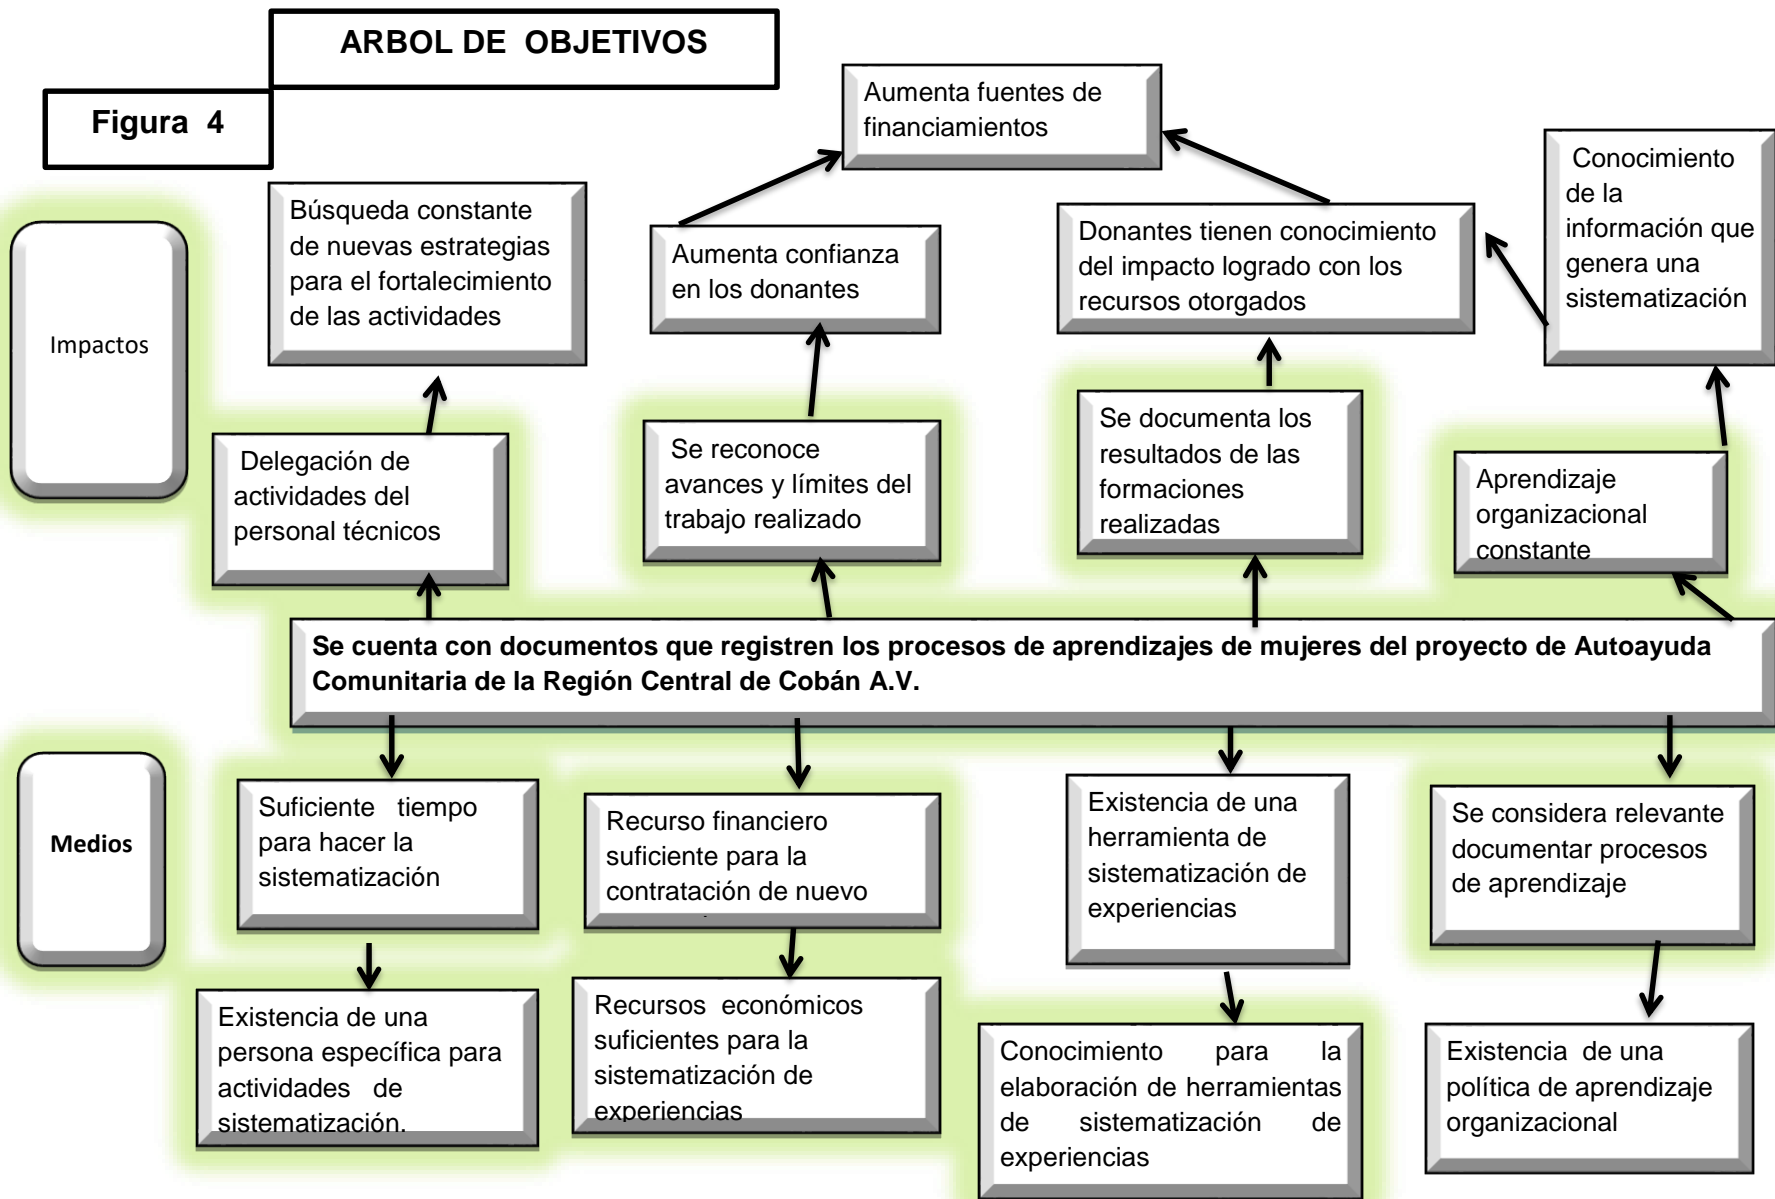 ARBOL DE OBJETIVOS
Figura 4
Aumenta fuentes de
financiamientos
Conocimiento
de la
información que
genera una
sistematización
Búsqueda constante
de nuevas estrategias
para el fortalecimiento
de las actividades
Aumenta confianza
en los donantes
Donantes tienen conocimiento
del impacto logrado con los
recursos otorgados
Impactos
Delegación de
actividades del
personal técnicos
Se reconoce
avances y límites del
trabajo realizado
Se documenta los
resultados de las
formaciones
realizadas
Aprendizaje
organizacional
constante
Se cuenta con documentos que registren los procesos de aprendizajes de mujeres del proyecto de Autoayuda
Comunitaria de la Región Central de Cobán A.V.
Medios
Suficiente tiempo
para hacer la
sistematización
Recurso financiero
suficiente para la
contratación de nuevo
Existencia de una
herramienta de
sistematización de
experiencias
Se considera relevante
documentar procesos
de aprendizaje
Existencia de una
persona específica para
actividades de
sistematización.
Recursos económicos
suficientes para la
sistematización de
experiencias
Conocimiento para la
elaboración de herramientas
de sistematización de
experiencias
Existencia de una
política de aprendizaje
organizacional